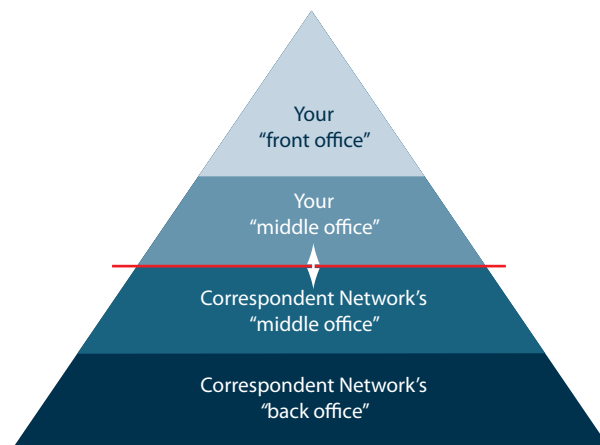 Your
“front office”
Your
“middle office”
Correspondent Network’s
“middle office”
Correspondent Network’s
“back office”